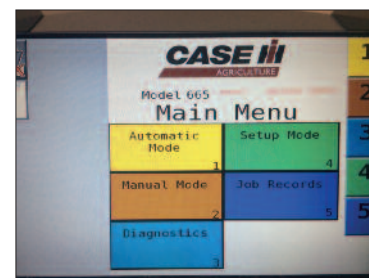 CASE III
AGRICULTURE
Model 665
Main Menu
Automatic
Mode
1
Setup Mode
4
Manual Mode
2
Job Records
5
Diagnostics
3
1
2
3
4
5